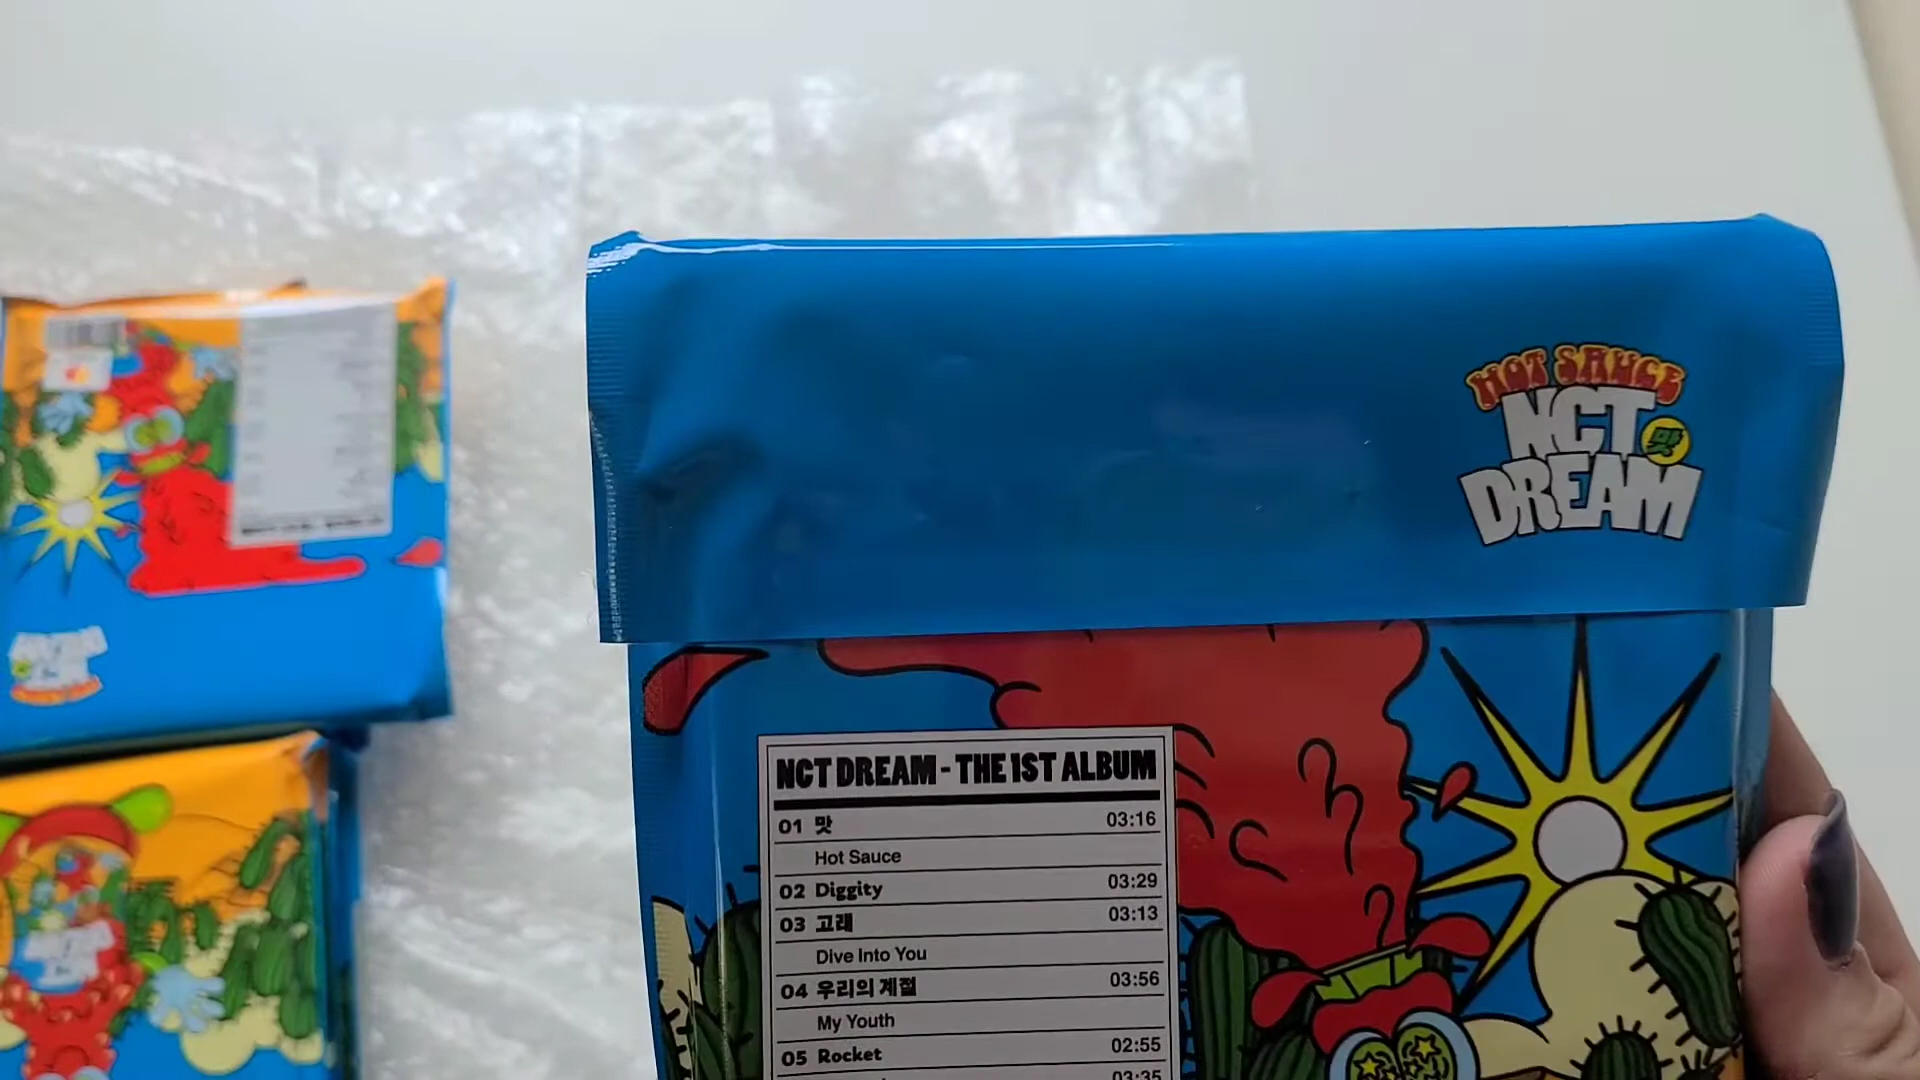 HOT SAUCE
NCT
맛
DREAM
NCT DREAM - THE 1ST ALBUM
01 맛 03:16
Hot Sauce
02 Diggity 03:29
03 고래 03:13
Dive Into You
04 우리의 계절 03:56
My Youth
05 Rocket 02:55
03:35